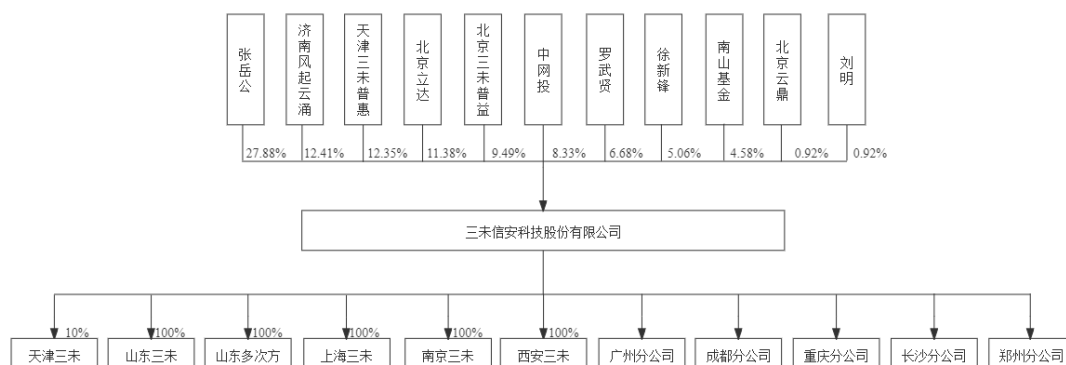 张岳公
济南风起云涌
天津三未普惠
北京立达
北京三未普益
中网投
罗武贤
徐新锋
南山基金
北京云鼎
刘明
27.88%
12.41%
12.35%
11.38%
9.49%
8.33%
6.68%
5.06%
4.58%
0.92%
0.92%
三未信安科技股份有限公司
10%
100%
100%
100%
100%
100%
天津三未
山东三未
山东多次方
上海三未
南京三未
西安三未
广州分公司
成都分公司
重庆分公司
长沙分公司
郑州分公司